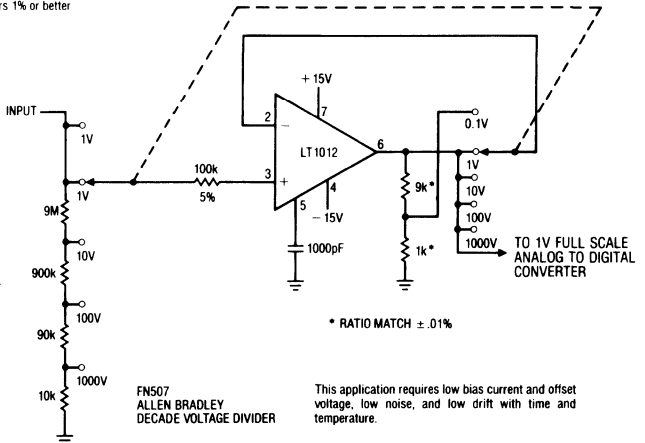 rs 1% or better
INPUT
1V
1V
9M
10V
900k
100V
90k
1000V
10k
100k
5%
2
3
+15V
7
−
LT1012
+
6
4
−15V
5
1000pF
9k*
1k*
0.1V
1V
10V
100V
1000V
TO 1V FULL SCALE
ANALOG TO DIGITAL
CONVERTER
* RATIO MATCH ± .01%
FN507
ALLEN BRADLEY
DECADE VOLTAGE DIVIDER
This application requires low bias current and offset
voltage, low noise, and low drift with time and
temperature.